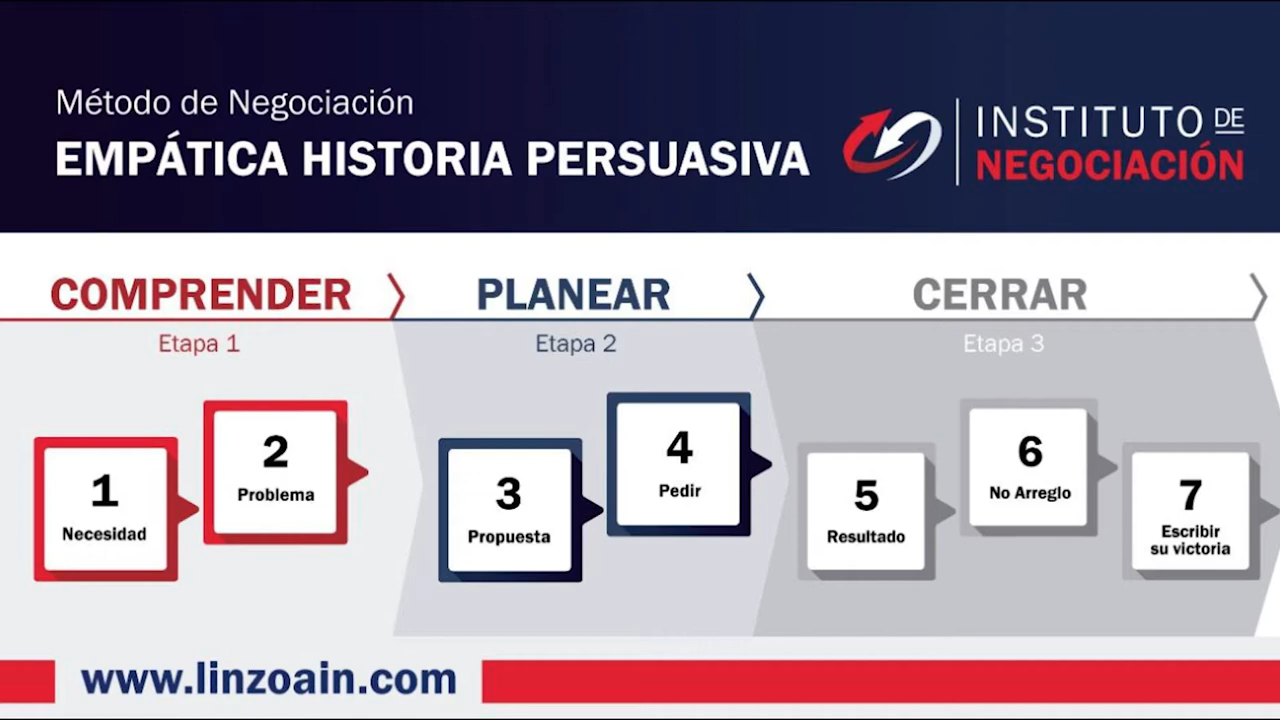 Método de Negociación
EMPÁTICA HISTORIA PERSUASIVA
INSTITUTO DE
NEGOCIACIÓN
COMPRENDER
Etapa 1
PLANEAR
Etapa 2
CERRAR
Etapa 3
1
Necesidad
2
Problema
3
Propuesta
4
Pedir
5
Resultado
6
No Arreglo
7
Escribir
su victoria
www.linzoain.com